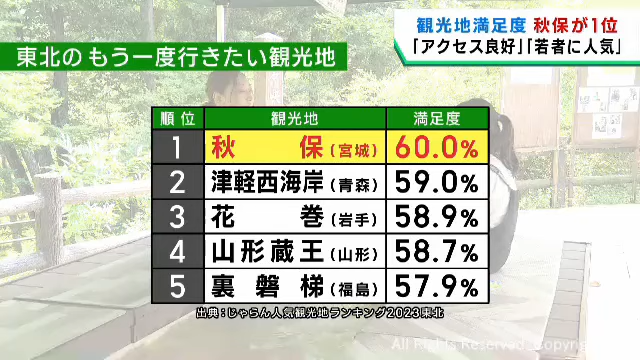 観光地満足度 秋保が1位
「アクセス良好」「若者に人気」
東北の もう一度行きたい観光地
順位 観光地 満足度
1 秋保(宮城) 60.0%
2 津軽西海岸(青森) 59.0%
3 花巻(岩手) 58.9%
4 山形蔵王(山形) 58.7%
5 裏磐梯(福島) 57.9%
出典:じゃらん人気観光地ランキング2023東北
All Rights Reserved. Copyrig